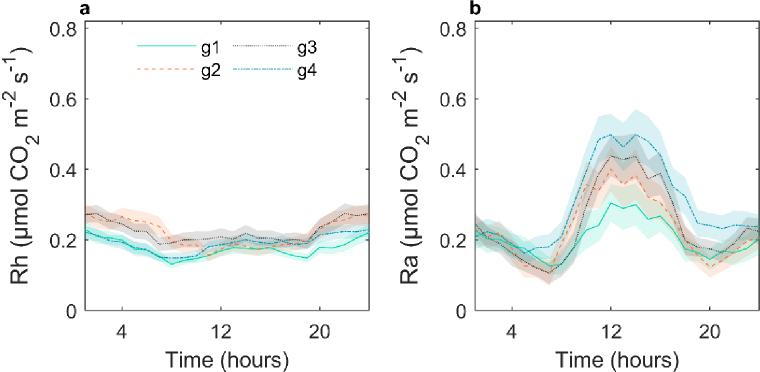 a
0.8
0.6
0.4
0.2
0
4
12
20
Rh (μmol CO2 m-2 s-1)
Time (hours)
g1
g2
g3
g4
b
0.8
0.6
0.4
0.2
0
4
12
20
Ra (μmol CO2 m-2 s-1)
Time (hours)